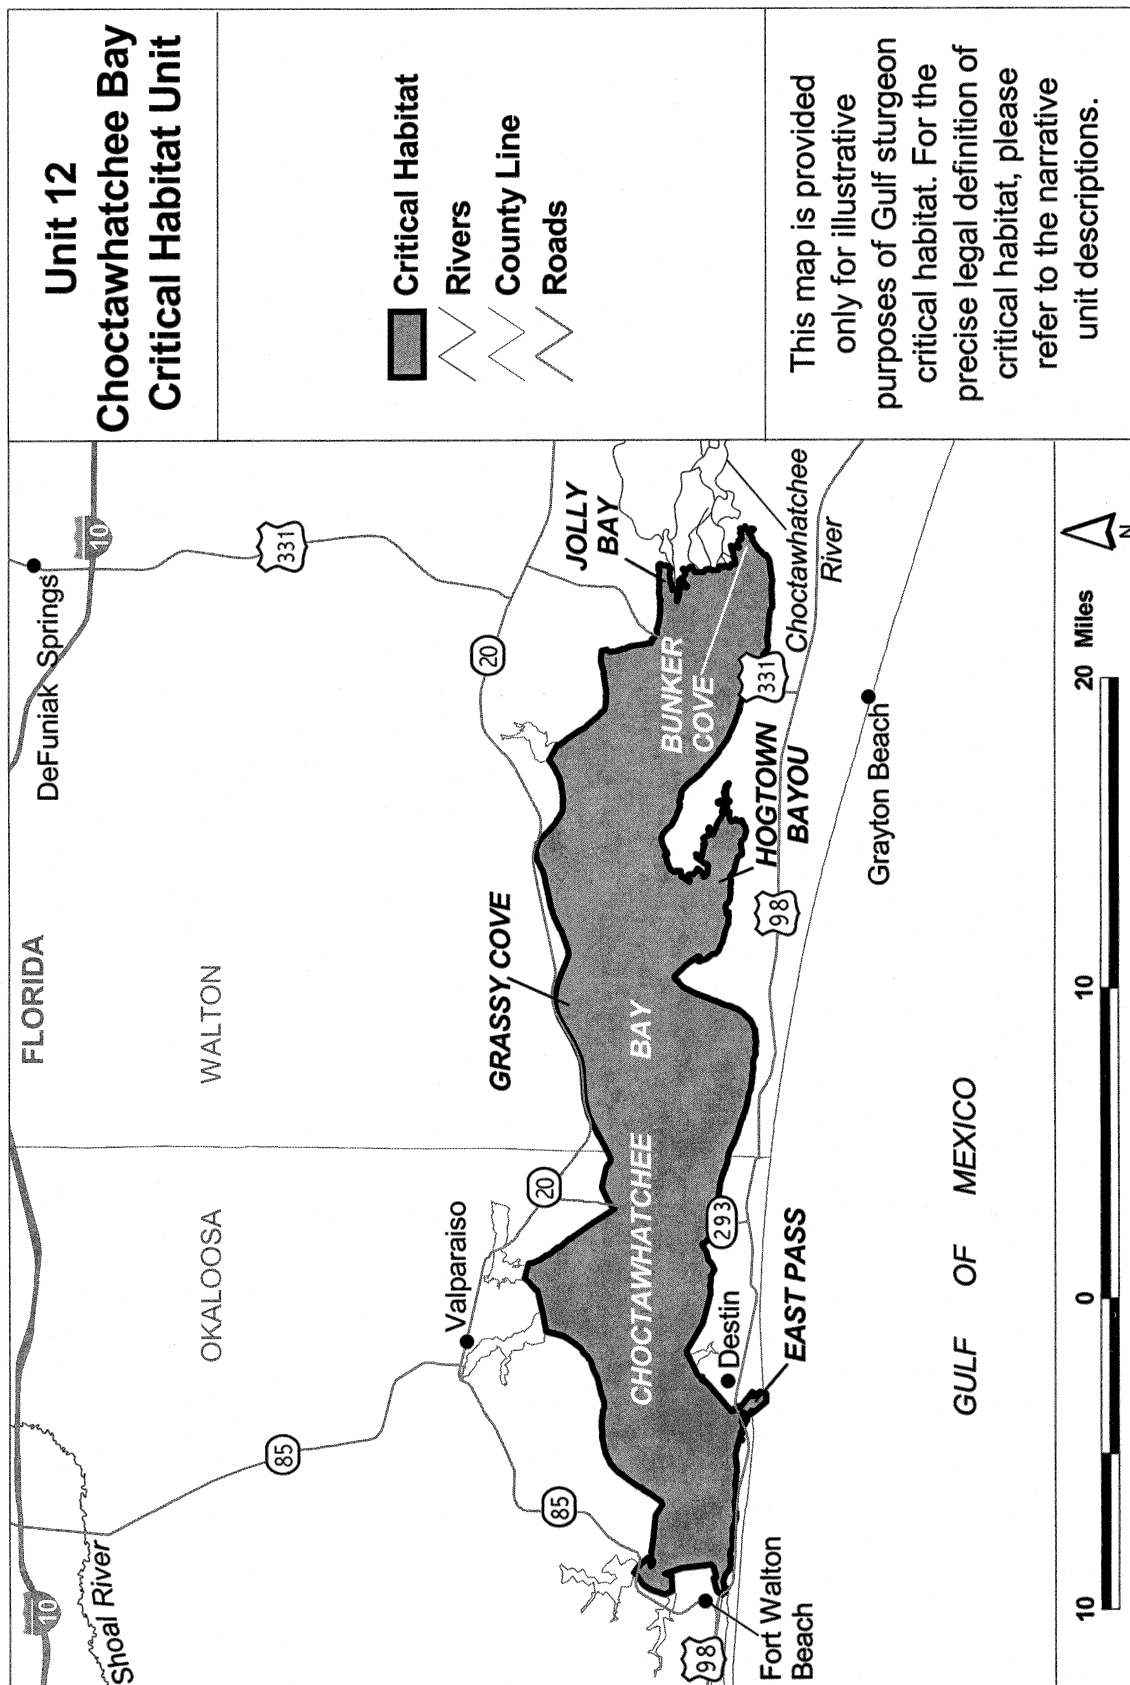 Unit 12
Choctawhatchee Bay
Critical Habitat Unit
Critical Habitat
Rivers
County Line
Roads
This map is provided
only for illustrative
purposes of Gulf sturgeon
critical habitat. For the
precise legal definition of
critical habitat, please
refer to the narrative
unit descriptions.
FLORIDA
DeFuniak Springs
10
331
10
Shoal River
OKALOOSA
WALTON
85
Valparaiso
20
20
85
GRASSY COVE
JOLLY
BAY
CHOCTAWHATCHEE
BAY
BUNKER
COVE
Choctawhatchee
River
331
HOGTOWN
BAYOU
98
293
Destin
EAST PASS
98
Fort Walton
Beach
Grayton Beach
GULF OF MEXICO
10
0
10
20 Miles
N